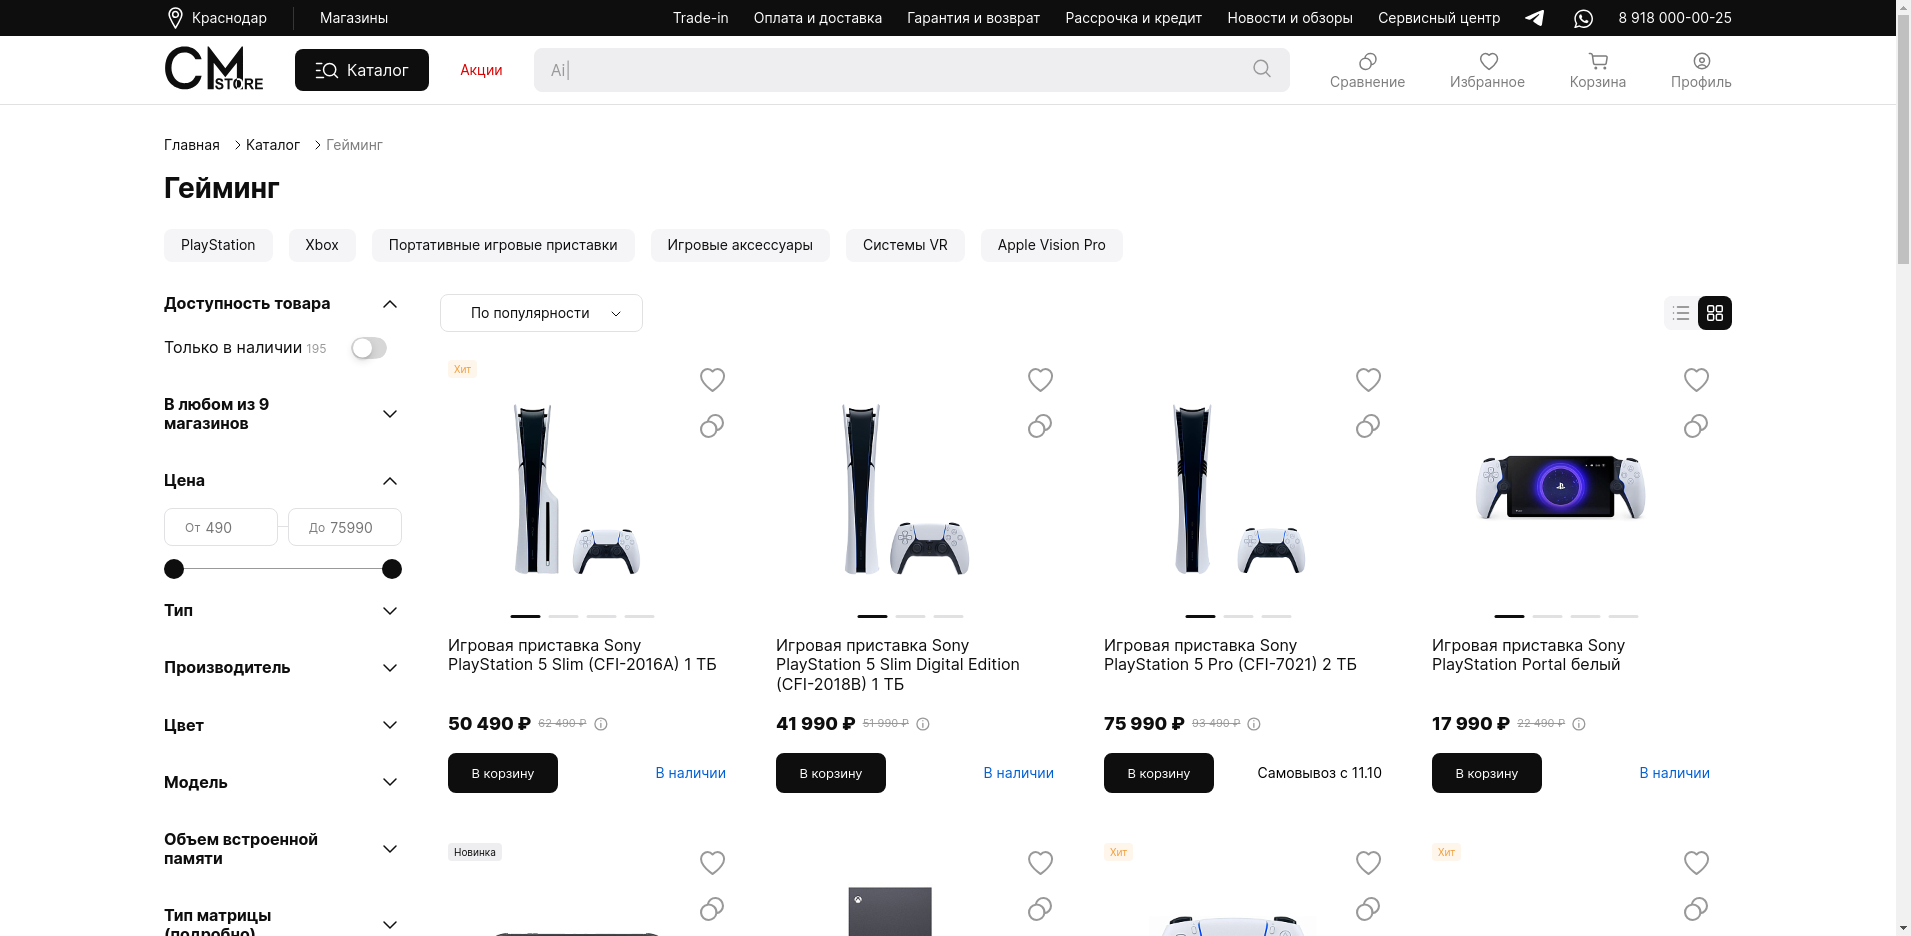 Краснодар
Магазины
Trade-in
Оплата и доставка
Гарантия и возврат
Рассрочка и кредит
Новости и обзоры
Сервисный центр
8 918 000-00-25
CM STORE
Каталог
Акции
Ai|
Сравнение
Избранное
Корзина
Профиль
Главная
Каталог
Гейминг
Гейминг
PlayStation
Xbox
Портативные игровые приставки
Игровые аксессуары
Системы VR
Apple Vision Pro
Доступность товара
Только в наличии 195
В любом из 9
магазинов
Цена
От 490
До 75990
Тип
Производитель
Цвет
Модель
Объем встроенной
памяти
Тип матрицы
(подробно)
По популярности
Хит
Игровая приставка Sony
PlayStation 5 Slim (CFI-2016A) 1 ТБ
50 490 ₽ 62 490 ₽
В корзину
В наличии
Игровая приставка Sony
PlayStation 5 Slim Digital Edition
(CFI-2018B) 1 ТБ
41 990 ₽ 51 990 ₽
В корзину
В наличии
Игровая приставка Sony
PlayStation 5 Pro (CFI-7021) 2 ТБ
75 990 ₽ 93 490 ₽
В корзину
Самовывоз с 11.10
Игровая приставка Sony
PlayStation Portal белый
17 990 ₽ 22 490 ₽
В корзину
В наличии
Новинка
Хит
Хит